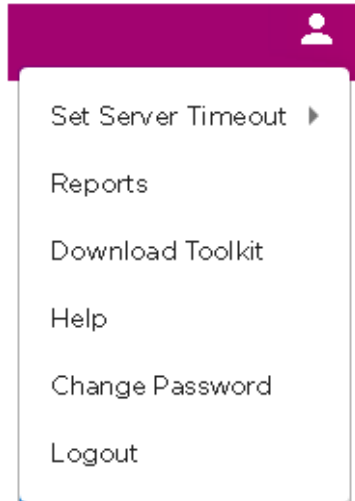 Set Server Timeout
Reports
Download Toolkit
Help
Change Password
Logout